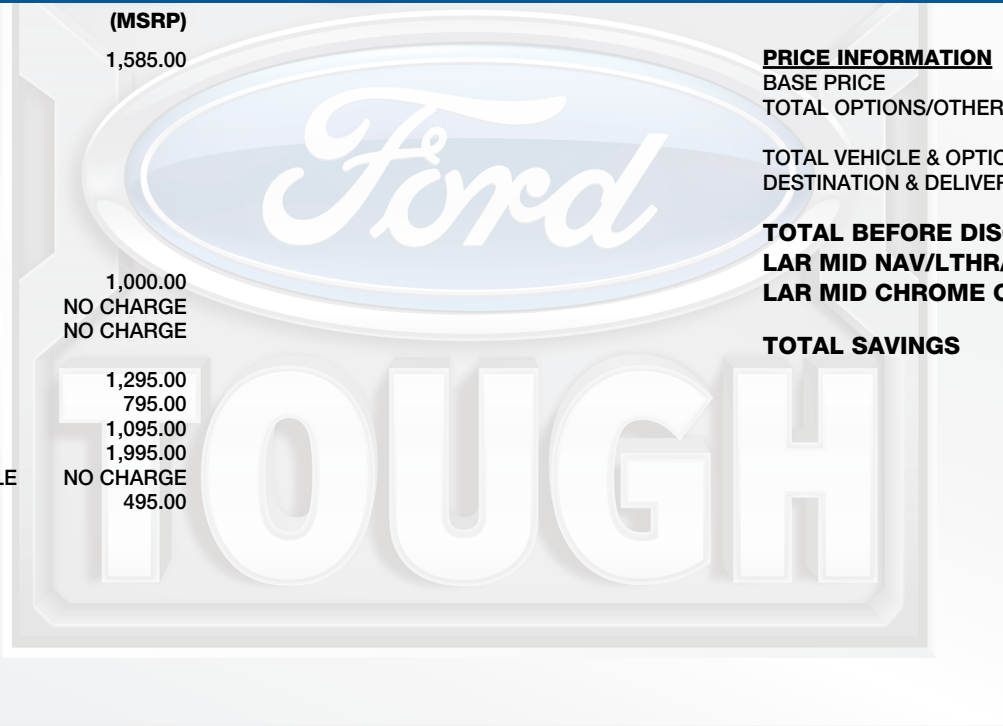 (MSRP)
1,585.00
1,000.00
NO CHARGE
NO CHARGE
1,295.00
795.00
1,095.00
1,995.00
LE NO CHARGE
495.00
PRICE INFORMATION
BASE PRICE
TOTAL OPTIONS/OTHER
TOTAL VEHICLE & OPTIO
DESTINATION & DELIVER
TOTAL BEFORE DIS
LAR MID NAV/LTHR/
LAR MID CHROME
TOTAL SAVINGS
Ford
TOUGH